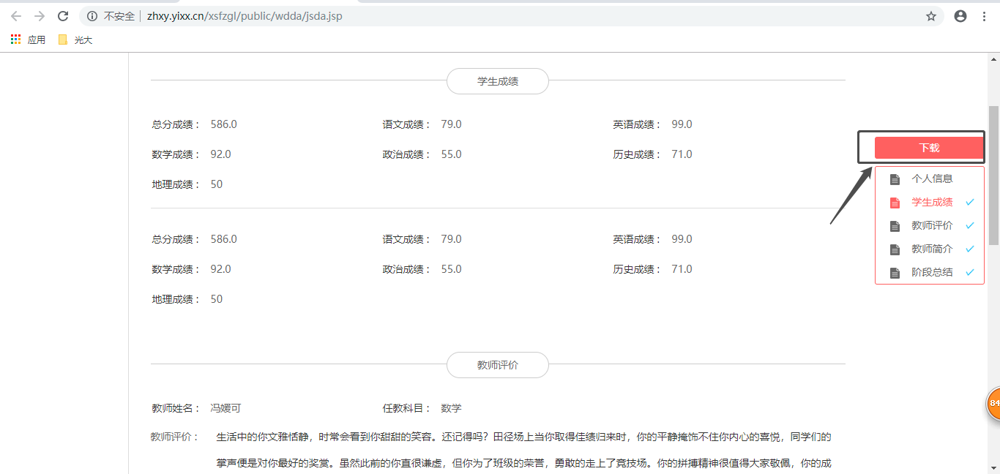 不安全 zhxy.yixx.cn/xsfzgl/public/wdda/jsda.jsp
应用 光大
学生成绩
总分成绩： 586.0 语文成绩： 79.0 英语成绩： 99.0
数学成绩： 92.0 政治成绩： 55.0 历史成绩： 71.0
地理成绩： 50
总分成绩： 586.0 语文成绩： 79.0 英语成绩： 99.0
数学成绩： 92.0 政治成绩： 55.0 历史成绩： 71.0
地理成绩： 50
教师评价
教师姓名： 冯媛可 任教科目： 数学
教师评价： 生活中的你文雅恬静，时常会看到你甜甜的笑容。还记得吗？田径场上当你取得佳绩归来时，你的平静掩饰不住你内心的喜悦，同学们的
掌声便是对你最好的奖赏。虽然此前的你直很谦虚，但你为了班级的荣誉，勇敢的走上了竞技场。你的拼搏精神很值得大家敬佩，你的成
下载
个人信息
学生成绩
教师评价
教师简介
阶段总结
84